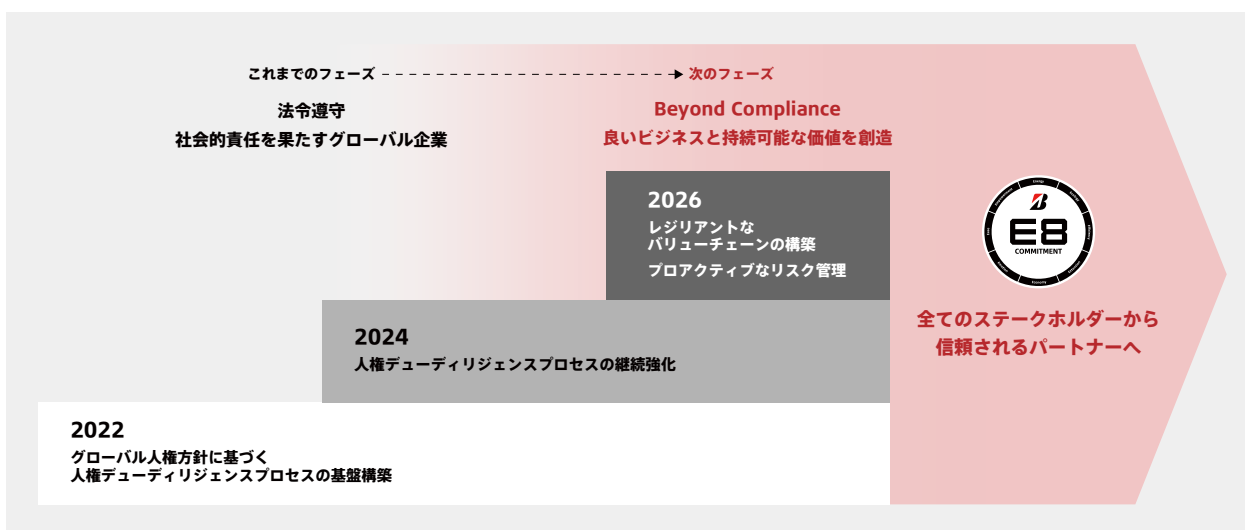 これまでのフェーズ
次のフェーズ
法令遵守
社会的責任を果たすグローバル企業
Beyond Compliance
良いビジネスと持続可能な価値を創造
2026
レジリアントな
バリューチェーンの構築
プロアクティブなリスク管理
2024
人権デューディリジェンスプロセスの継続強化
2022
グローバル人権方針に基づく
人権デューディリジェンスプロセスの基盤構築
Energy
E8
COMMITMENT
Economy
全てのステークホルダーから
信頼されるパートナーへ